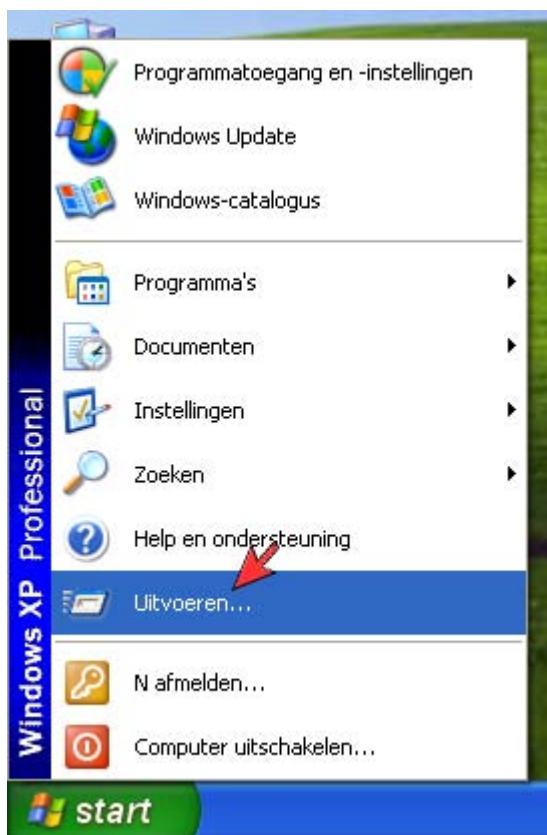 Programmatoegang en -instellingen
Windows Update
Windows-catalogus
Programma's
Documenten
Instellingen
Zoeken
Help en ondersteuning
Uitvoeren...
N afmelden...
Computer uitschakelen...
Windows XP Professional
start